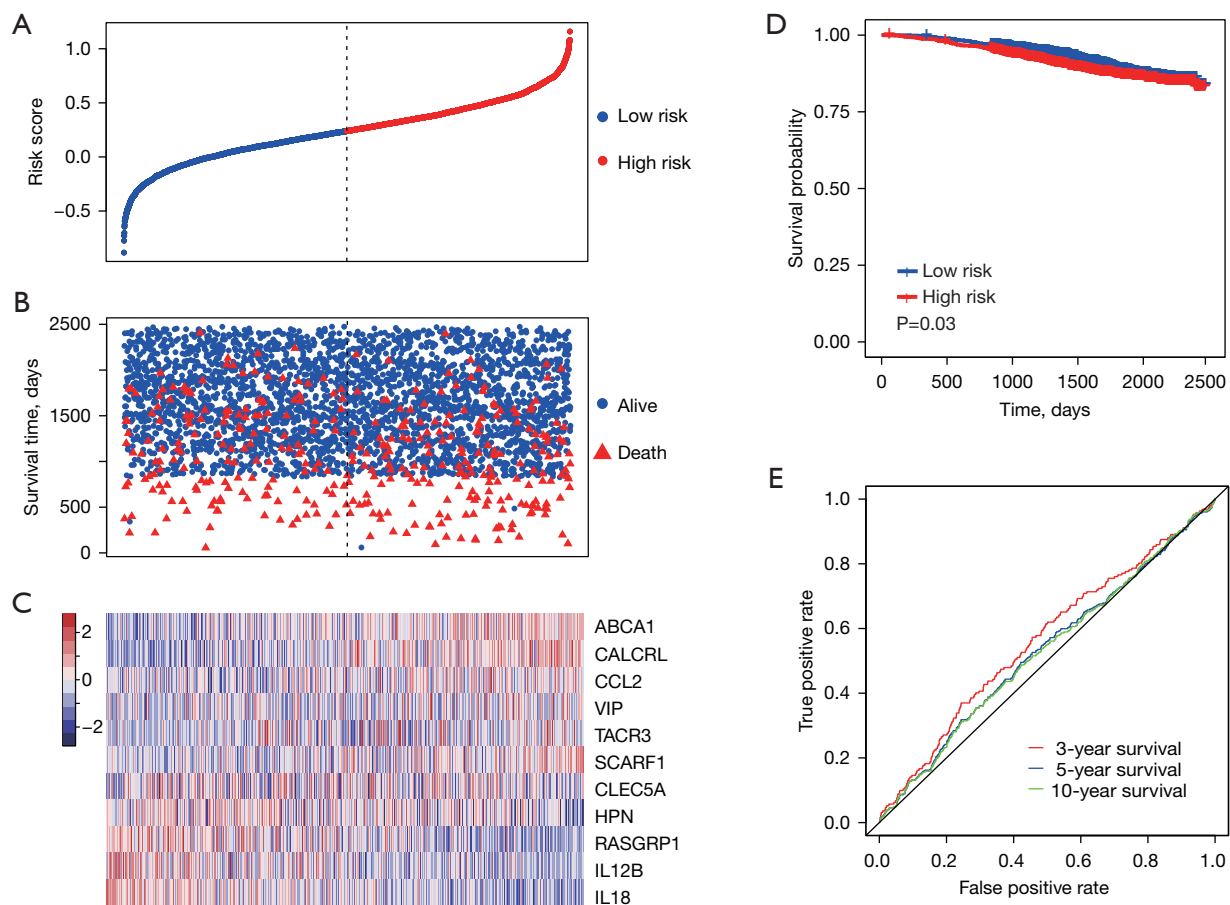 A
1.0
0.5
0.0
−0.5
Risk score
Low risk
High risk
B
2500
1500
500
0
Survival time, days
Alive
Death
C
2
0
−2
ABCA1
CALCRL
CCL2
VIP
TACR3
SCARF1
CLEC5A
HPN
RASGRP1
IL12B
IL18
D
1.00
0.75
0.50
0.25
0.00
Survival probability
Low risk
High risk
P=0.03
0 500 1000 1500 2000 2500
Time, days
E
1.0
0.8
0.6
0.4
0.2
0.0
True positive rate
3-year survival
5-year survival
10-year survival
0.0 0.2 0.4 0.6 0.8 1.0
False positive rate